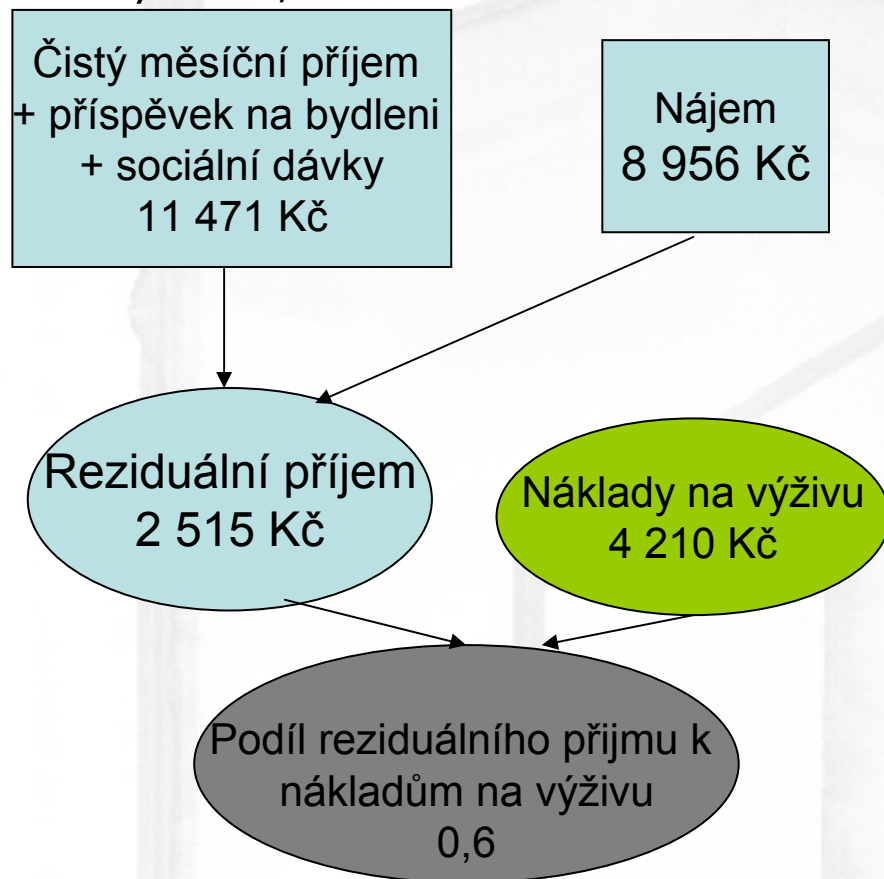 Čistý měsíční příjem
+ příspěvek na bydleni
+ sociální dávky
11 471 Kč
Nájem
8 956 Kč
Reziduální příjem
2 515 Kč
Náklady na výživu
4 210 Kč
Podíl reziduálního přijmu k
nákladům na výživu
0,6